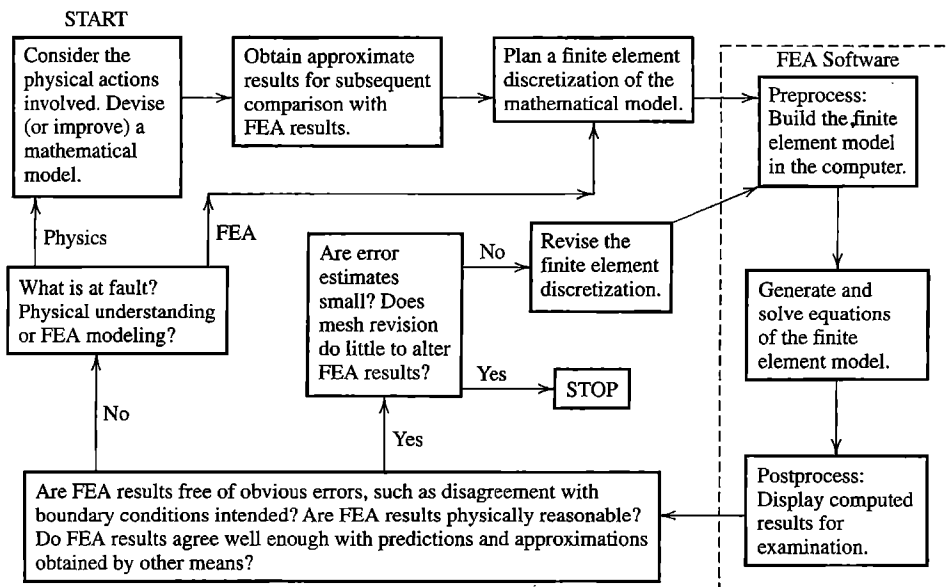 START
Consider the
physical actions
involved. Devise
(or improve) a
mathematical
model.
Obtain approximate
results for subsequent
comparison with
FEA results.
Plan a finite element
discretization of the
mathematical model.
FEA Software
Preprocess:
Build the finite
element model
in the computer.
Physics
FEA
What is at fault?
Physical understanding
or FEA modeling?
Are error
estimates
small? Does
mesh revision
do little to alter
FEA results?
No
Revise the
finite element
discretization.
Yes
STOP
Generate and
solve equations
of the finite
element model.
No
Yes
Are FEA results free of obvious errors, such as disagreement with
boundary conditions intended? Are FEA results physically reasonable?
Do FEA results agree well enough with predictions and approximations
obtained by other means?
Postprocess:
Display computed
results for
examination.